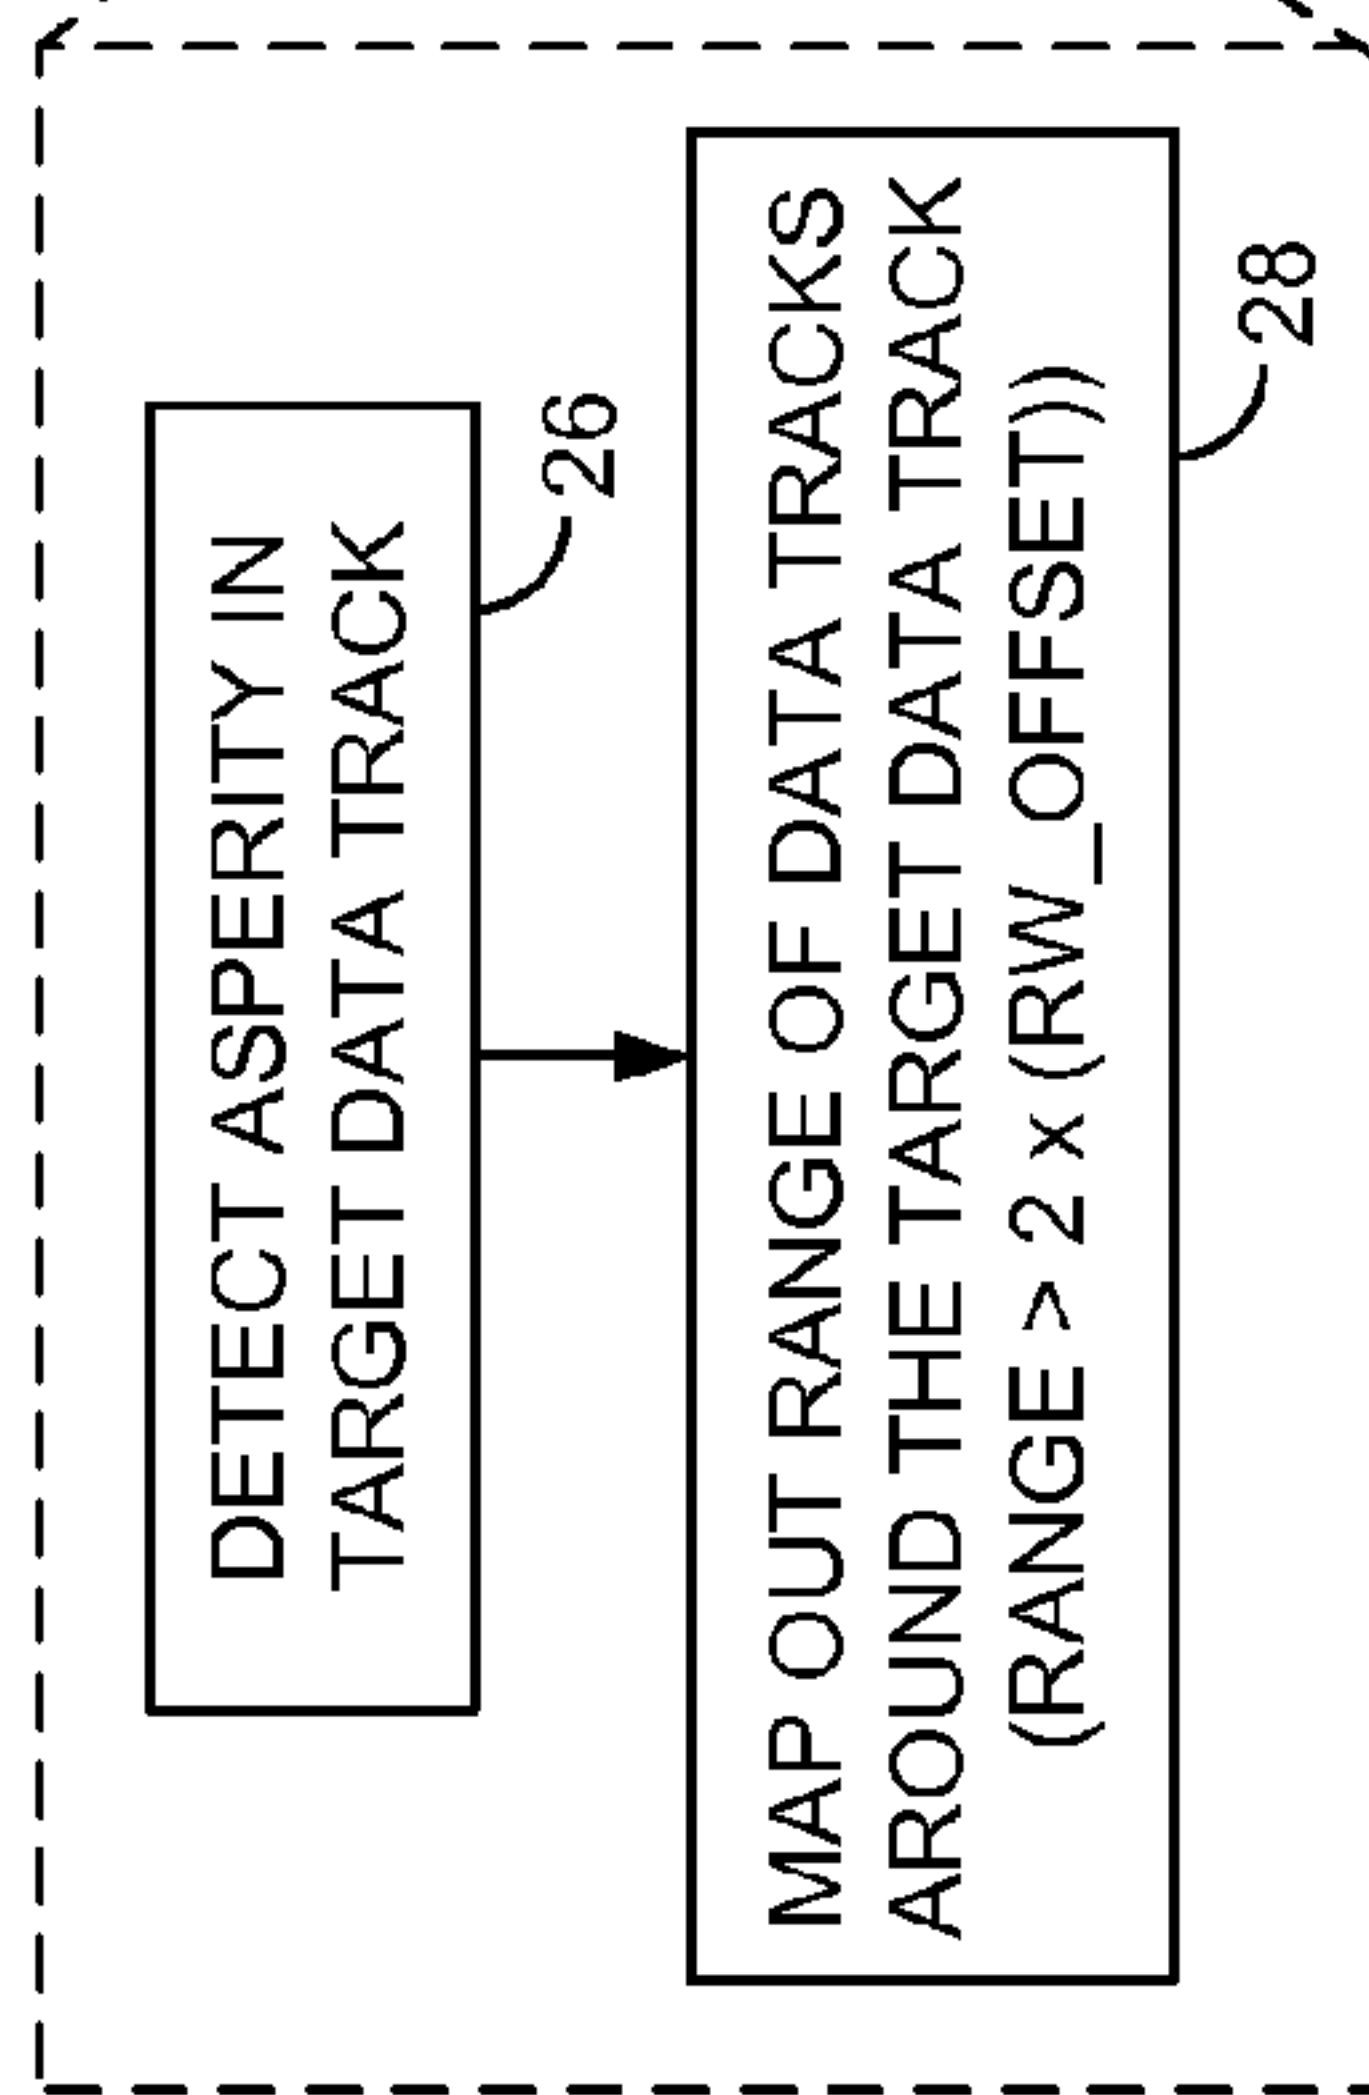 DETECT ASPERITY IN
TARGET DATA TRACK
26
MAP OUT RANGE OF DATA TRACKS
AROUND THE TARGET DATA TRACK
(RANGE > 2 x (RW_OFFSET))
28